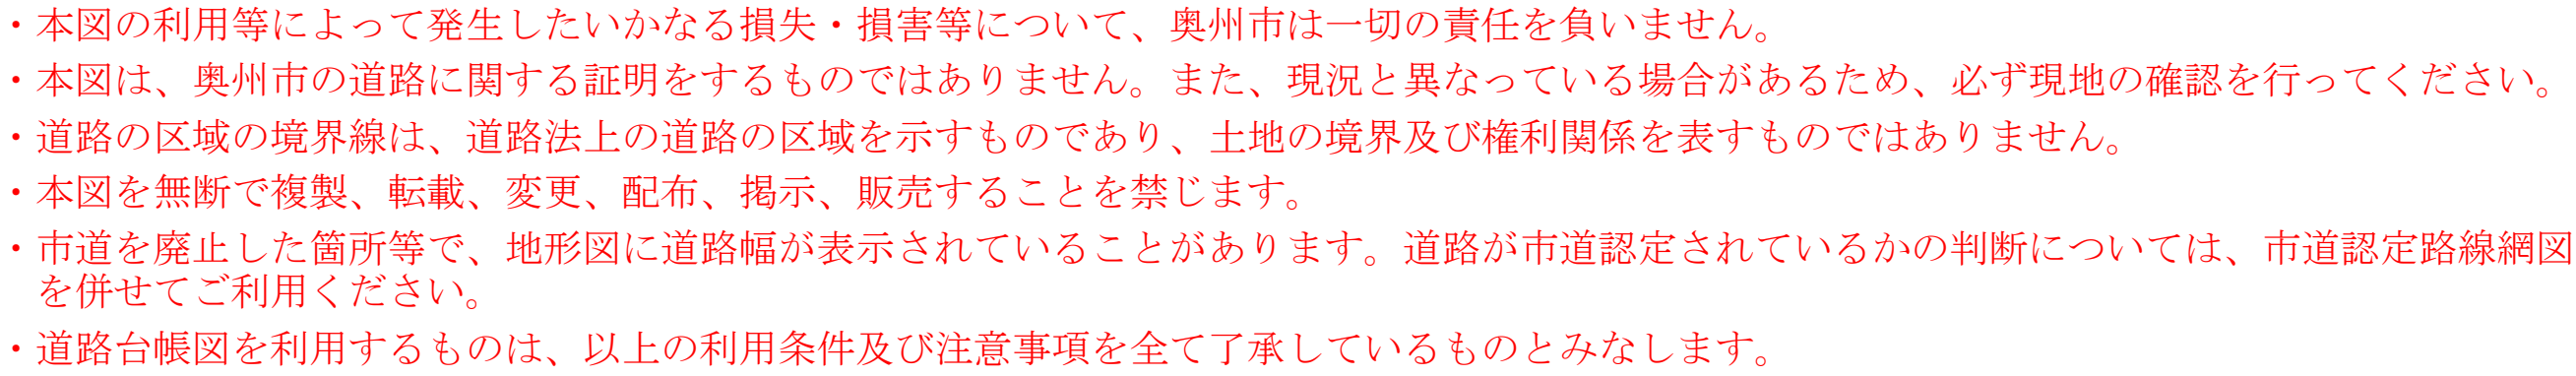 ・本図の利用等によって発生したいかなる損失・損害等について、奥州市は一切の責任を負いません。
・本図は、奥州市の道路に関する証明をするものではありません。また、現況と異なっている場合があるため、必ず現地の確認を行ってください。
・道路の区域の境界線は、道路法上の道路の区域を示すものであり、土地の境界及び権利関係を表すものではありません。
・本図を無断で複製、転載、変更、配布、掲示、販売することを禁じます。
・市道を廃止した箇所等で、地形図に道路幅が表示されていることがあります。道路が市道認定されているかの判断については、市道認定路線網図
を併せてご利用ください。
・道路台帳図を利用するものは、以上の利用条件及び注意事項を全て了承しているものとみなします。